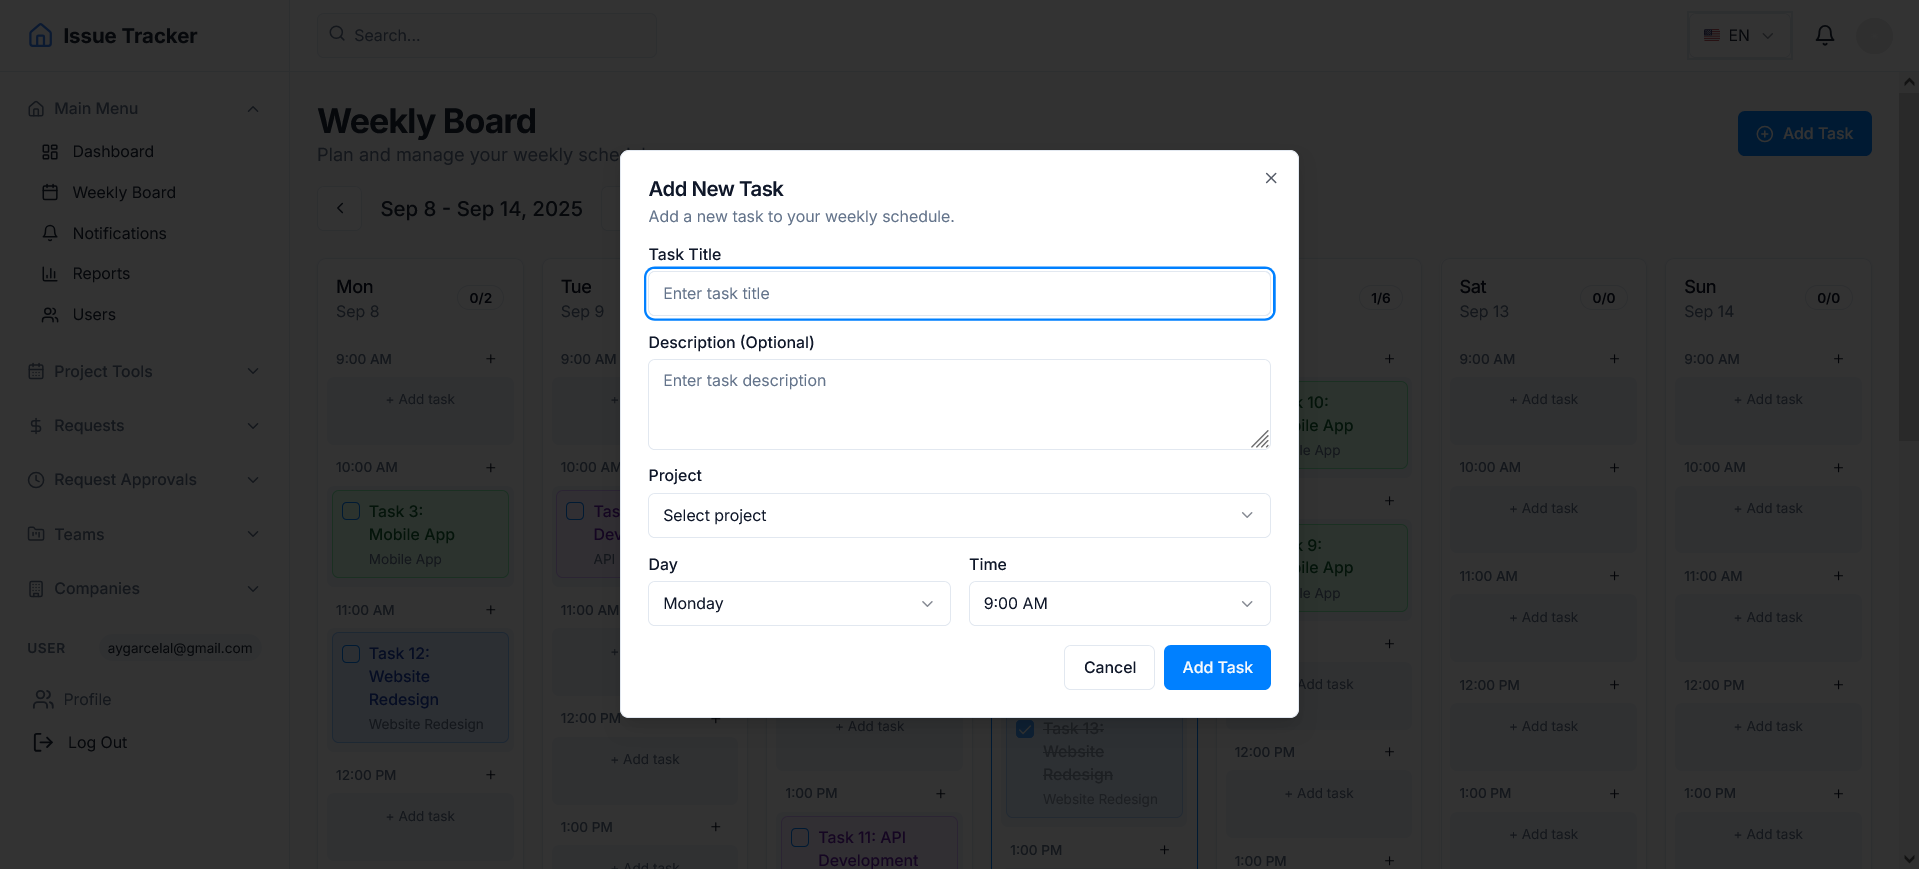 Issue Tracker
Search...
EN
Main Menu
Dashboard
Weekly Board
Notifications
Reports
Users
Project Tools
Requests
Request Approvals
Teams
Companies
USER aygarcelal@gmail.com
Profile
Log Out
Weekly Board
Plan and manage your weekly
Add Task
Sep 8 - Sep 14, 2025
Add New Task
Add a new task to your weekly schedule.
Task Title
Enter task title
Description (Optional)
Enter task description
Project
Select project
Day
Monday
Time
9:00 AM
Cancel
Add Task
Mon
Sep 8
0/2
9:00 AM +
+ Add task
10:00 AM +
Task 3:
Mobile App
Mobile App
11:00 AM +
Task 12:
Website
Redesign
Website Redesign
12:00 PM +
+ Add task
Tue
Sep 9
9:00 AM
+
10:00 AM
API
11:00 AM
+
12:00 PM +
+ Add task
1:00 PM +
+ Add task
+ Add task
1:00 PM +
Task 11: API
Development
Task 13:
Website
Redesign
Website Redesign
1:00 PM +
1/6
+
10:
App
App
+
9:
App
App
+
Add task
12:00 PM +
+ Add task
1:00 PM +
Sat
Sep 13
0/0
9:00 AM +
+ Add task
10:00 AM +
+ Add task
11:00 AM +
+ Add task
12:00 PM +
+ Add task
1:00 PM +
+ Add task
Sun
Sep 14
0/0
9:00 AM +
+ Add task
10:00 AM +
+ Add task
11:00 AM +
+ Add task
12:00 PM +
+ Add task
1:00 PM +
+ Add task